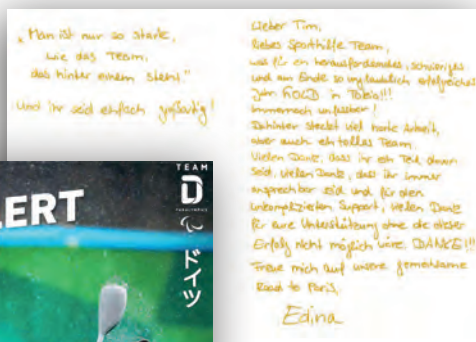 „Man ist nur so stark,
wie das Team,
das hinter einem steht“
Und ihr seid einfach großartig!
Lieber Tim,
liebes Sporthilfe Team,
was für ein herausforderndes, schwieriges
und am Ende so unglaublich erfolgreiches
Jahr. GOLD in Tokio!!!
Immernoch unfassbar!
Dahinter steckt viel harte Arbeit,
aber auch ein tolles Team.
Vielen Dank, dass ihr ein Teil davon
seid. Vielen Dank, daß ihr immer
ansprechbar seid und für den
unkomplizierten Support, Vielen Dank
für eure Unterstützung ohne die dieser
Erfolg nicht möglich wäre. DANKE!!!
Freue mich auf unsere gemeinsame
Road to Paris,
Edina
TEAM
D
PARALYMPICS
ドイツ
LERT